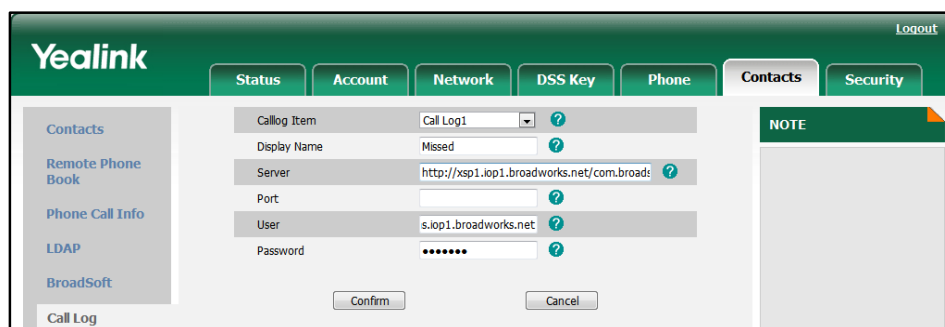 Logout
Yealink
Status Account Network DSS Key Phone Contacts Security
Contacts
Remote Phone
Book
Phone Call Info
LDAP
BroadSoft
Call Log
Callog Item Call Log1 ?
Display Name Missed ?
Server http://xsp1.iop1.broadworks.net/com.broads ?
Port ?
User s.iop1.broadworks.net ?
Password ••••••• ?
Confirm Cancel
NOTE